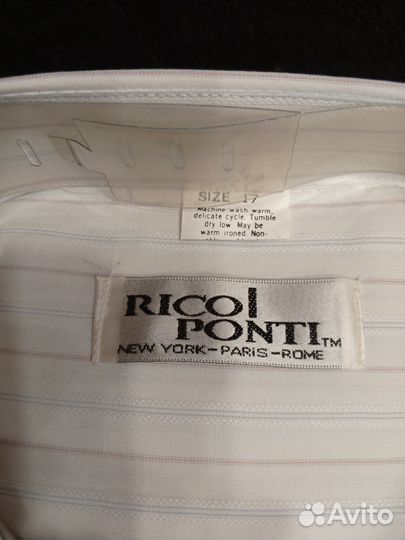 SIZE 17
Machine wash warm,
delicate cycle. Tumble
dry low. May be
warm ironed. Non-
RICO
PONTI™
NEW YORK-PARIS-ROME
Avito